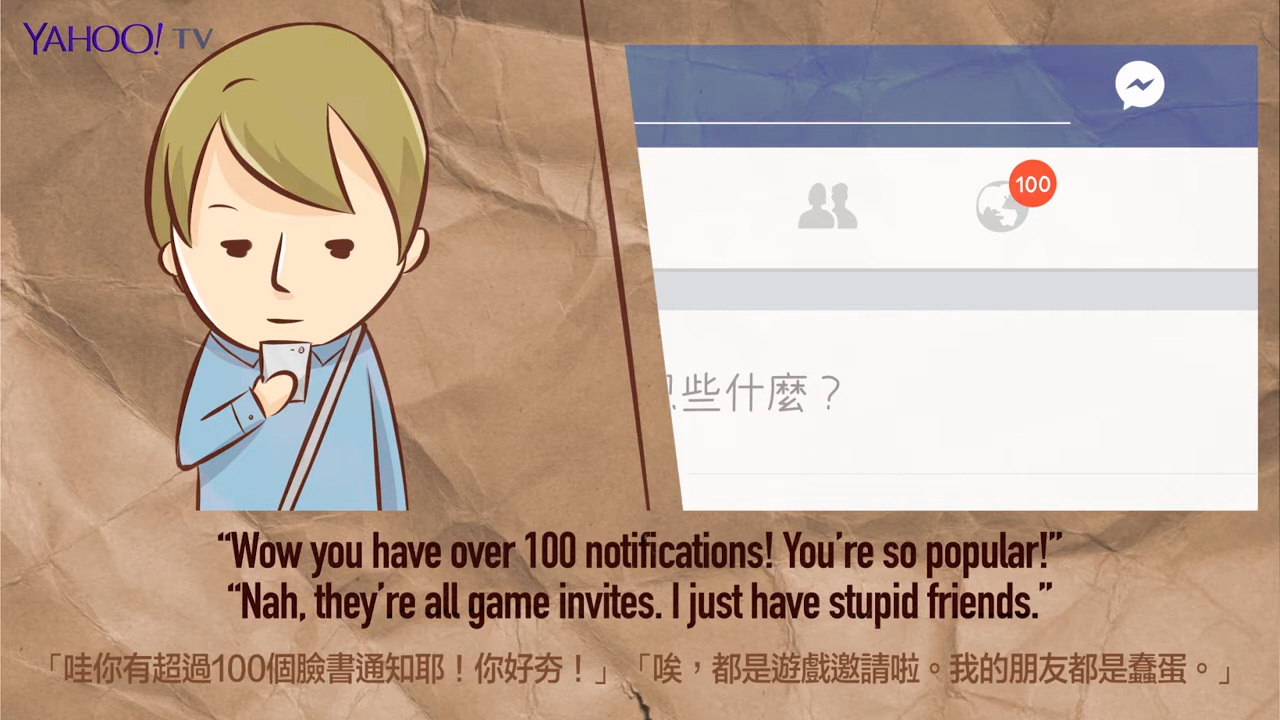 YAHOO! TV
100
些什麼？
“Wow you have over 100 notifications! You’re so popular!”
“Nah, they’re all game invites. I just have stupid friends.”
「哇你有超過100個臉書通知耶！你好夯！」「唉，都是遊戲邀請啦。我的朋友都是蠢蛋。」